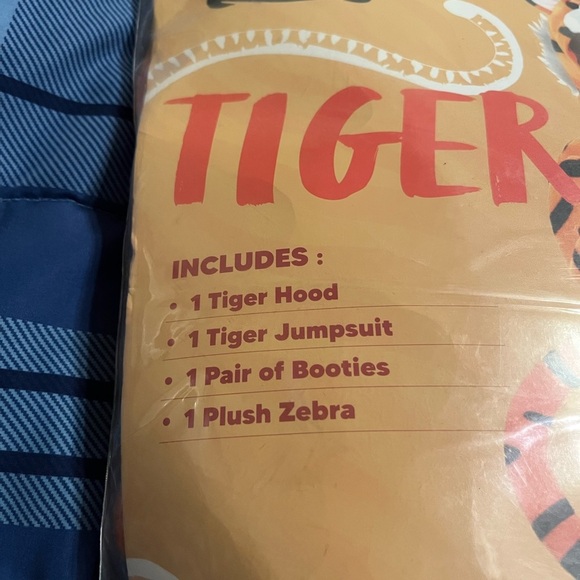 TIGER
INCLUDES :
• 1 Tiger Hood
• 1 Tiger Jumpsuit
• 1 Pair of Booties
• 1 Plush Zebra